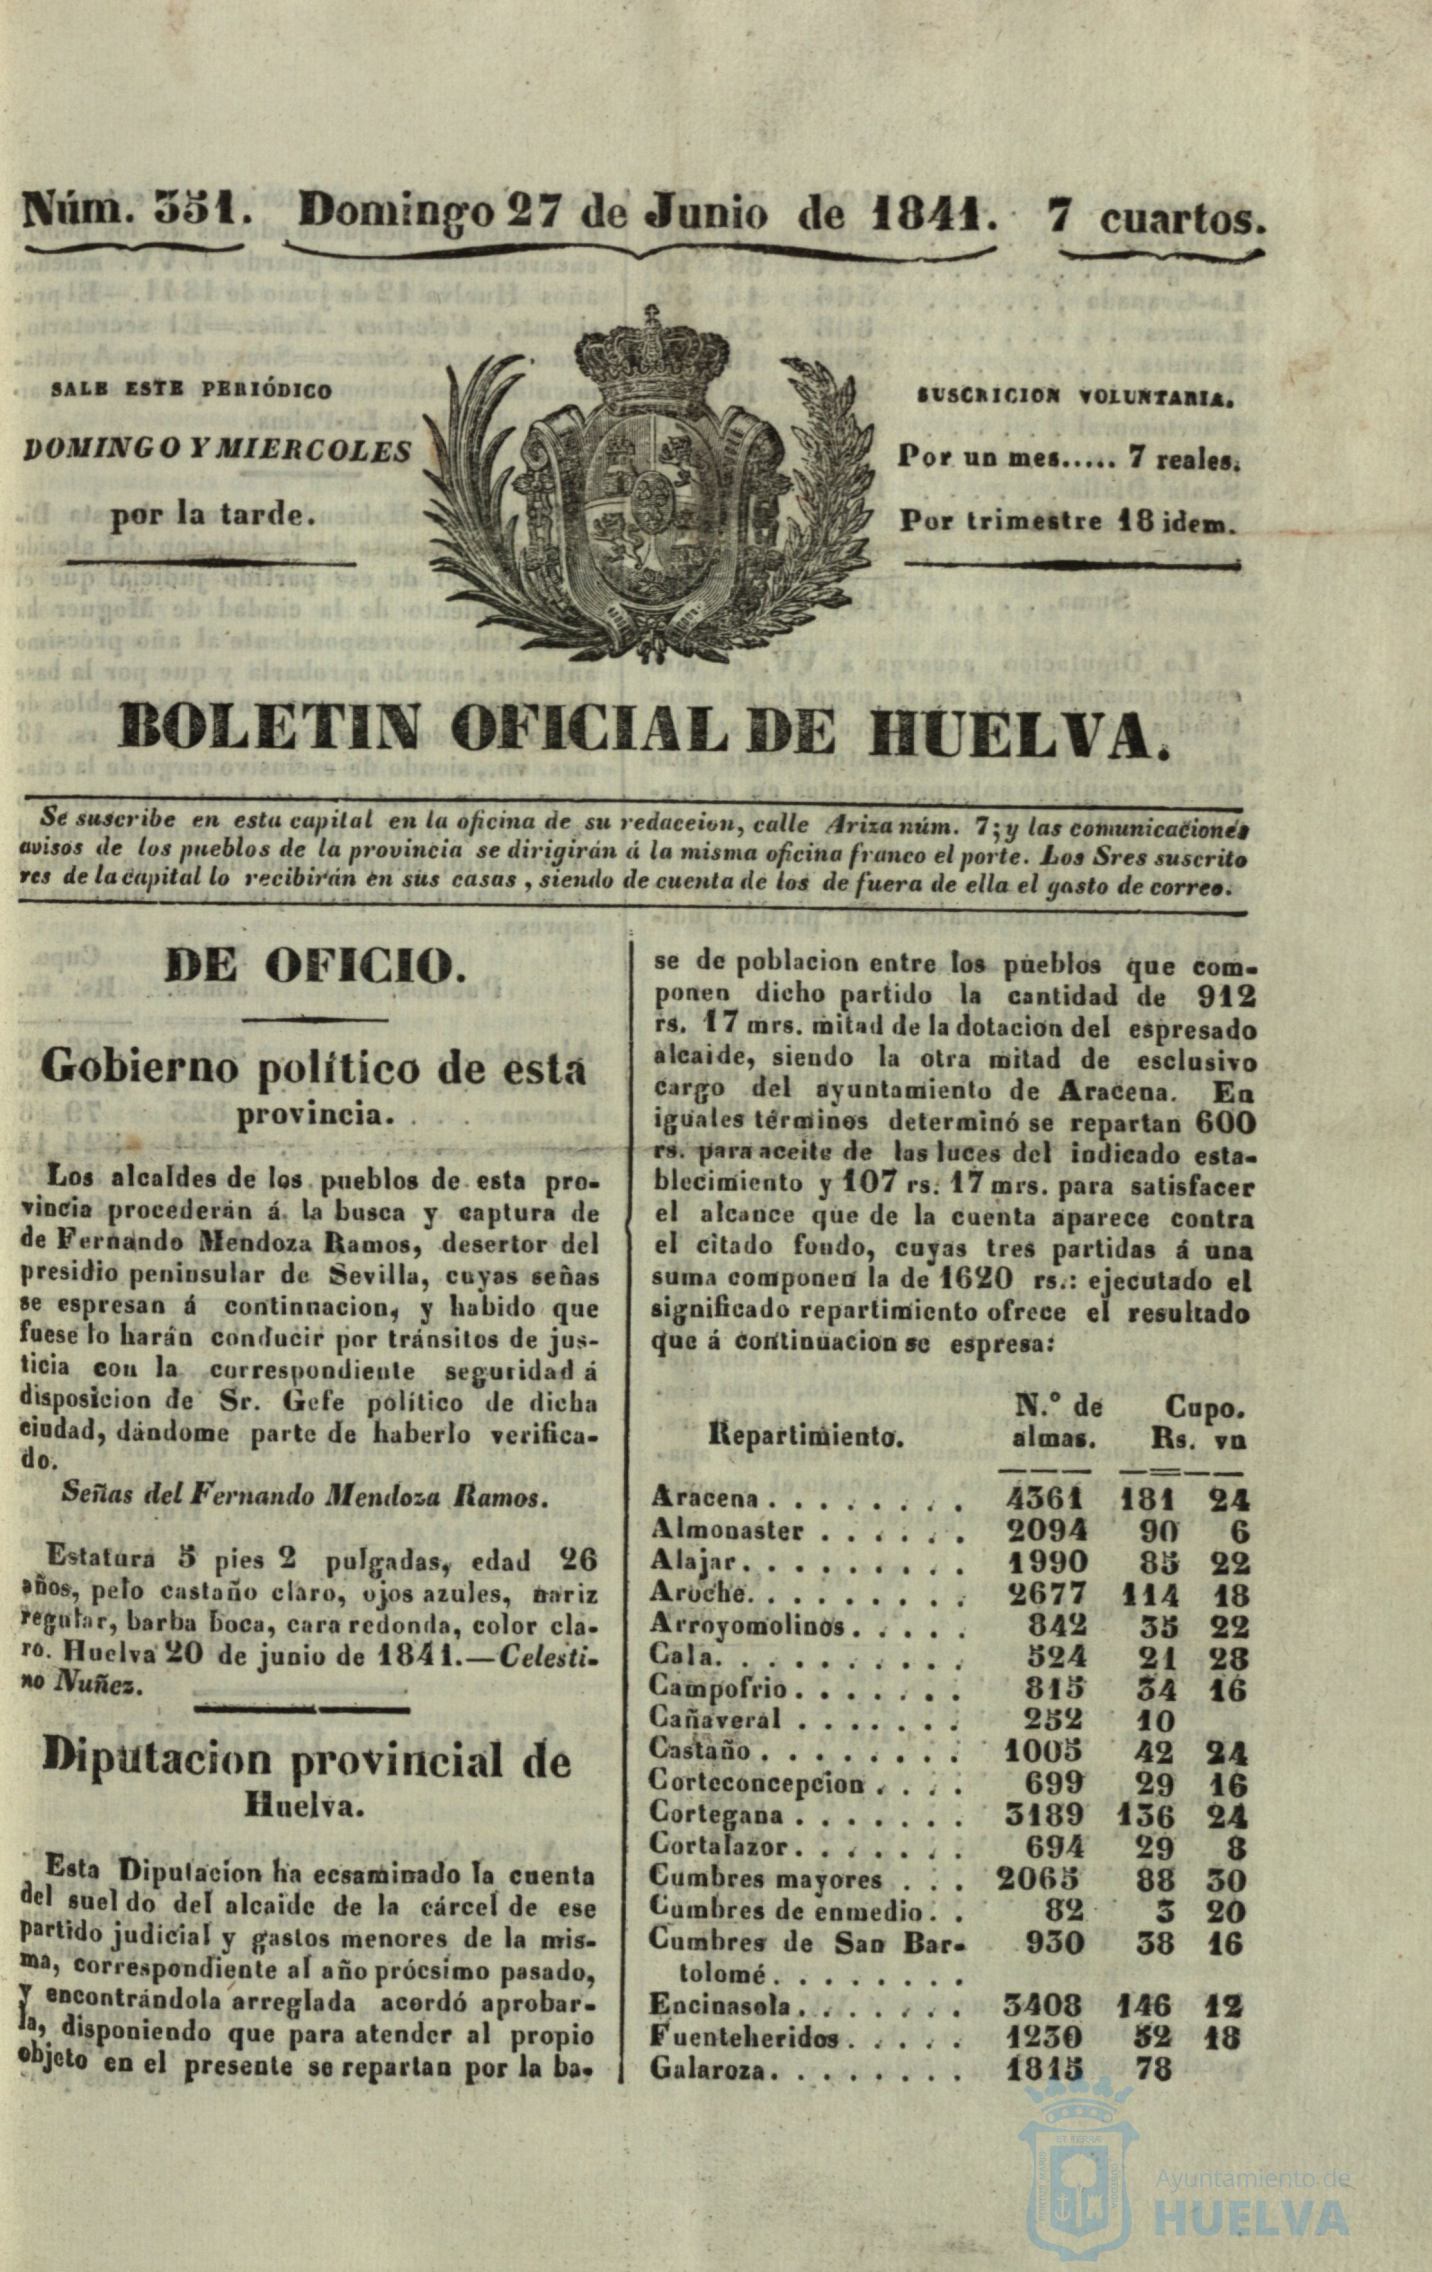 Núm. 351. Domingo 27 de Junio de 1841. 7 cuartos.
SALE ESTE PERIÓDICO
DOMINGO Y MIERCOLES
por la tarde.
SUSCRICION VOLUNTARIA.
Por un mes..... 7 reales.
Por trimestre 18 idem.
BOLETIN OFICIAL DE HUELVA.
Se suscribe en esta capital en la oficina de su redaccion, calle Ariza núm. 7; y las comunicaciones
avisos de los pueblos de la provincia se dirigirán á la misma oficina franco el porte. Los Sres suscrito
res de la capital lo recibirán en sus casas, siendo de cuenta de los de fuera de ella el gasto de correo.
DE OFICIO.
Gobierno político de esta
provincia.
Los alcaldes de los pueblos de esta pro-
vincia procederán á la busca y captura de
de Fernando Mendoza Ramos, desertor del
presidio peninsular de Sevilla, cuyas señas
se espresan á continnacion, y habido que
fuese lo harán conducir por tránsitos de jus-
ticia con la correspondiente seguridad á
disposicion de Sr. Gefe político de dicha
ciudad, dándome parte de haberlo verifica-
do.
Señas del Fernando Mendoza Ramos.
Estatura 5 pies 2 pulgadas, edad 26
años, pelo castaño claro, ojos azules, nariz
regular, barba boca, cara redonda, color cla-
ro. Huelva 20 de junio de 1841.—Celesti-
no Nuñez.
Diputacion provincial de
Huelva.
Esta Diputacion ha ecsaminado la cuenta
del sueldo del alcaide de la cárcel de ese
partido judicial y gastos menores de la mis-
ma, correspondiente al año prócsimo pasado,
y encontrándola arreglada acordó aprobar-
la, disponiendo que para atender al propio
objeto en el presente se repartan por la ba-
se de poblacion entre los pueblos que com-
ponen dicho partido la cantidad de 912
rs. 17 mrs. mitad de la dotacion del espresado
alcaide, siendo la otra mitad de esclusivo
cargo del ayuntamiento de Aracena. En
iguales términos determinó se repartan 600
rs. para aceite de las luces del indicado esta-
blecimiento y 107 rs. 17 mrs. para satisfacer
el alcance que de la cuenta aparece contra
el citado fondo, cuyas tres partidas á una
suma componen la de 1620 rs.: ejecutado el
significado repartimiento ofrece el resultado
que á continuacion se espresa:
N.º de Cupo.
Repartimiento. almas. Rs. vn
Aracena . . . . . . . . 4361 181 24
Almonaster . . . . . . 2094 90 6
Alajar. . . . . . . . . 1990 85 22
Aroche. . . . . . . . . 2677 114 18
Arroyomolinos . . . . . 842 35 22
Cala. . . . . . . . . . 524 21 28
Campofrio . . . . . . . 815 34 16
Cañaveral . . . . . . . 252 10
Castaño . . . . . . . . 1005 42 24
Corteconcepcion . . . . 699 29 16
Cortegana . . . . . . . 3189 136 24
Cortalazor. . . . . . . 694 29 8
Cumbres mayores . . . 2065 88 30
Cumbres de enmedio. . 82 3 20
Cumbres de San Bar- 930 38 16
tolomé. . . . . . . . .
Encinasola. . . . . . . 3408 146 12
Fuenteheridos. . . . . 1230 52 18
Galaroza. . . . . . . . 1815 78
Ayuntamiento de
HUELVA